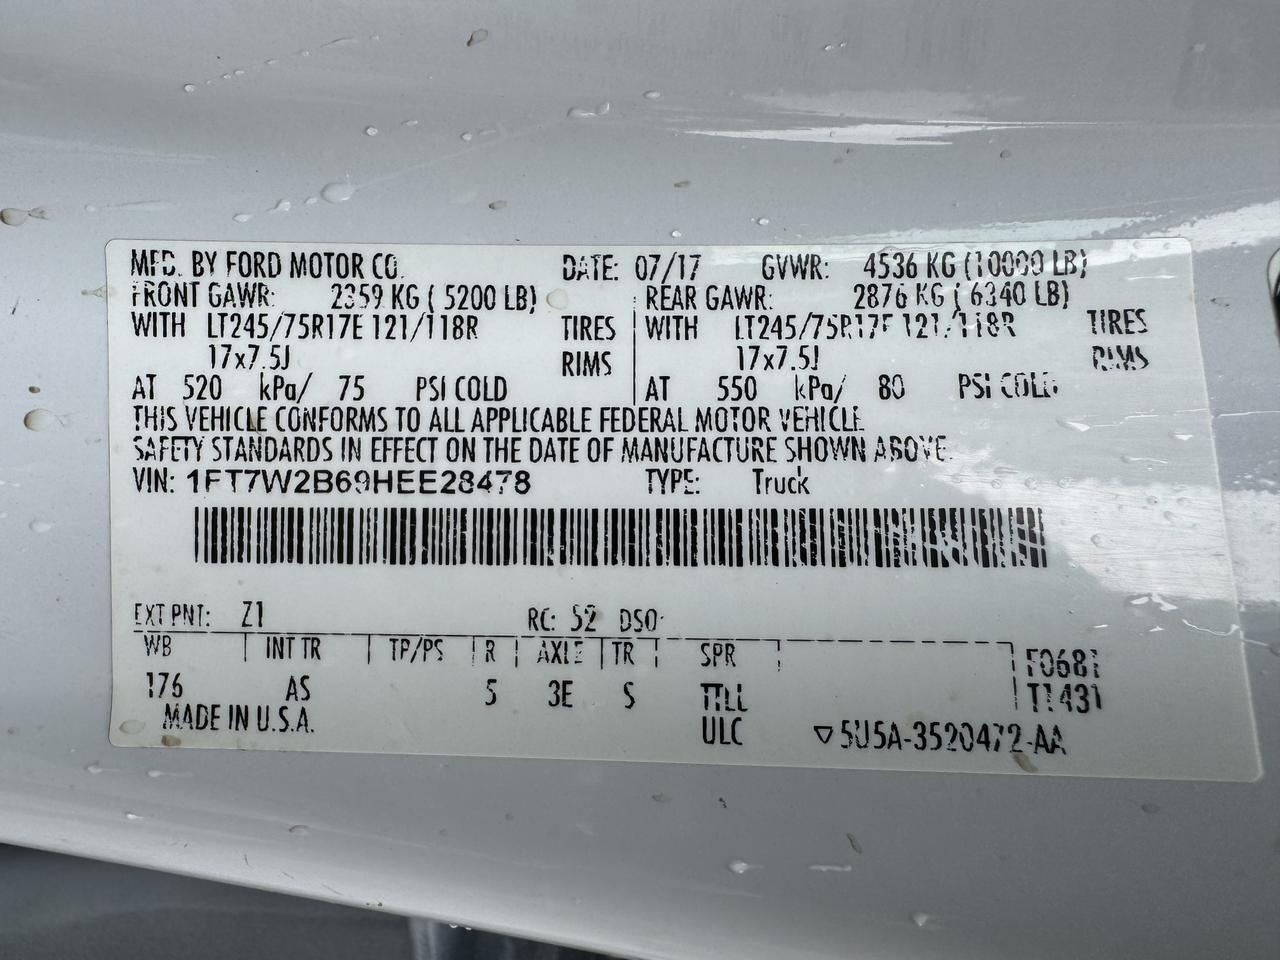 MFD. BY FORD MOTOR CO. DATE: 07/17 GVWR: 4536 KG (10000 LB)
FRONT GAWR: 2359 KG ( 5200 LB) REAR GAWR: 2876 KG ( 6340 LB)
WITH LT245/75R17E 121/118R TIRES WITH LT245/75R17E 121/118R TIRES
17x7.5J RIMS 17x7.5J RIMS
AT 520 kPa/ 75 PSI COLD AT 550 kPa/ 80 PSI COLD
THIS VEHICLE CONFORMS TO ALL APPLICABLE FEDERAL MOTOR VEHICLE
SAFETY STANDARDS IN EFFECT ON THE DATE OF MANUFACTURE SHOWN ABOVE.
VIN: 1FT7W2B69HEE28478 TYPE: Truck
EXT PNT: Z1 RC: 52 DSO:
WB INT TR TP/PS R AXLE TR SPR F0681
176 AS 5 3E S TTLL T1431
MADE IN U.S.A. ULC ▽5U5A-3520472-AA